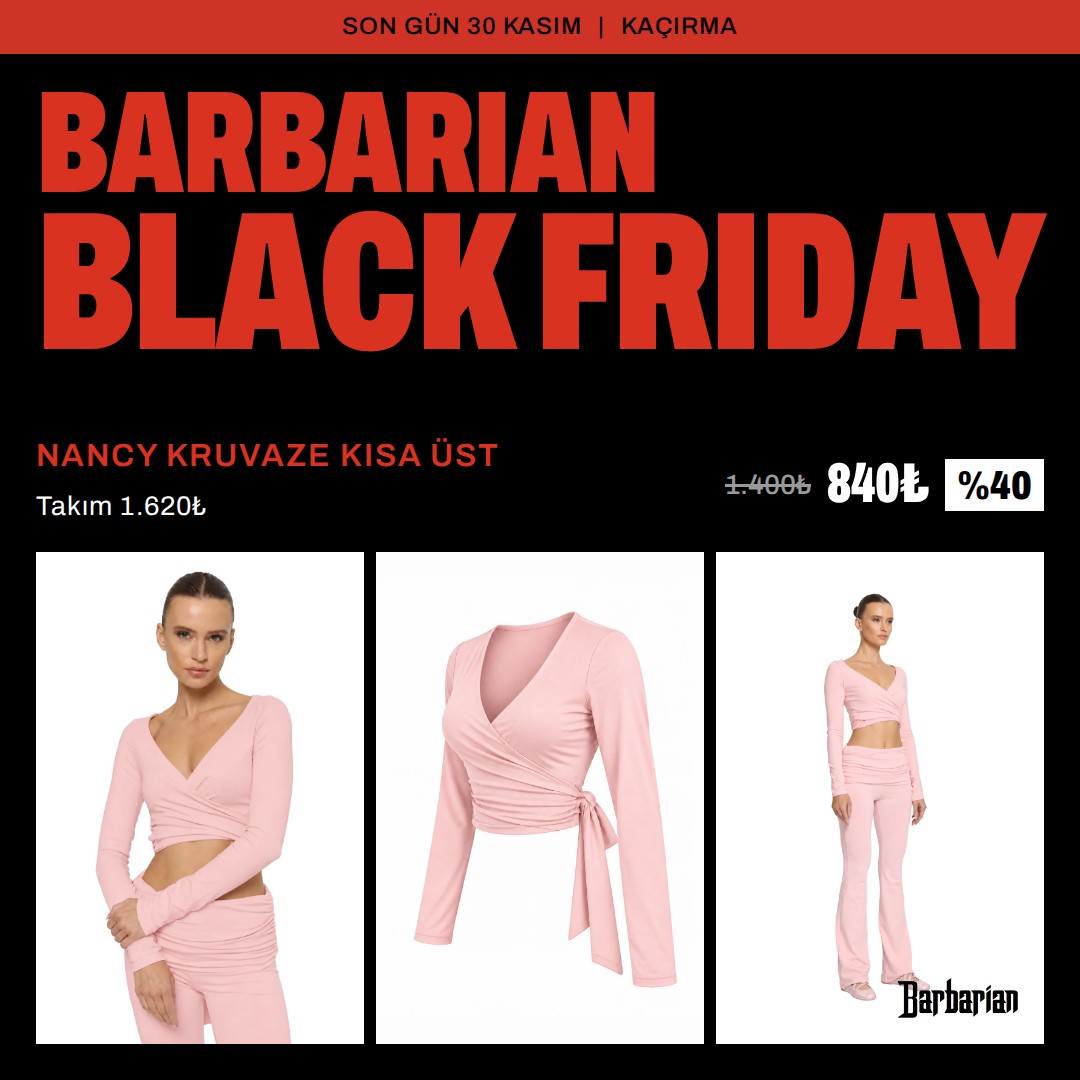 SON GÜN 30 KASIM | KAÇIRMA
BARBARIAN
BLACK FRIDAY
NANCY KRUVAZE KISA ÜST
Takım 1.620₺
1.400₺ 840₺ %40
Barbarian